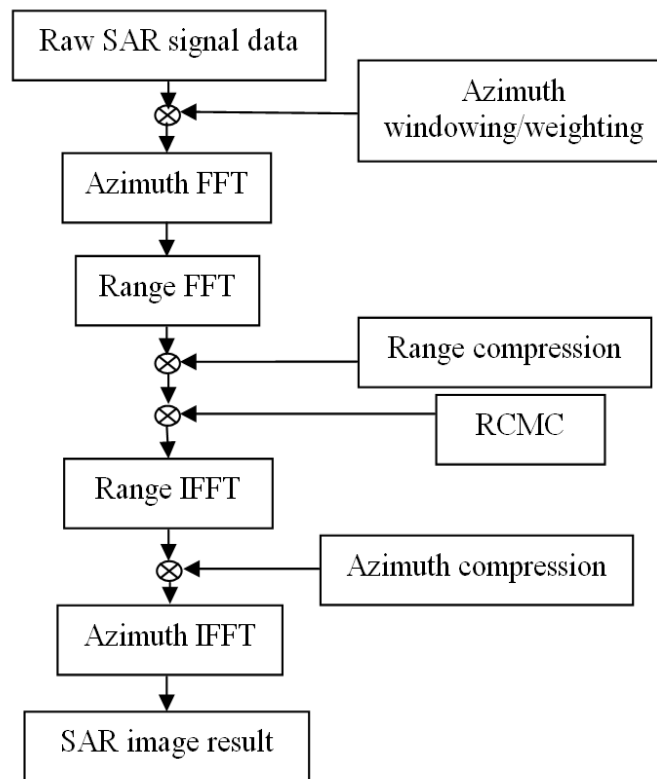 Raw SAR signal data
Azimuth
windowing/weighting
Azimuth FFT
Range FFT
Range compression
RCMC
Range IFFT
Azimuth compression
Azimuth IFFT
SAR image result